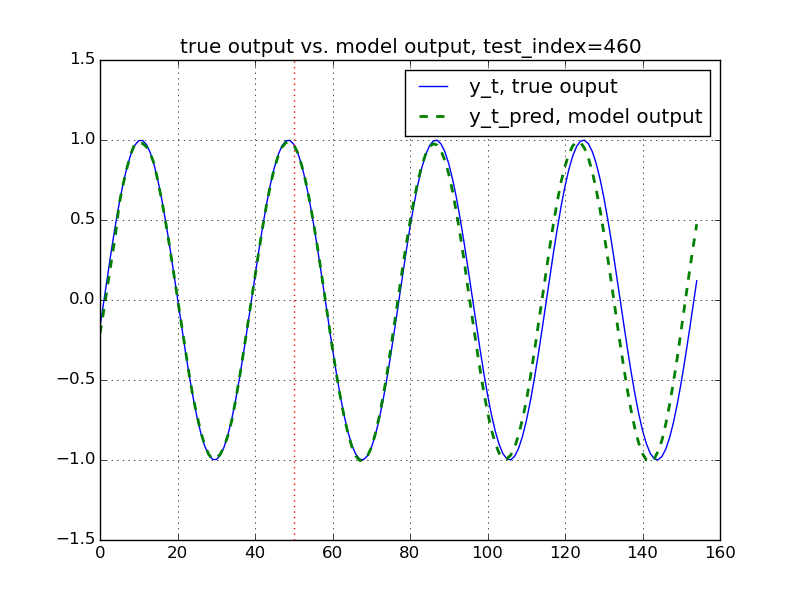 true output vs. model output, test_index=460
y_t, true ouput
y_t_pred, model output
1.5
1.0
0.5
0.0
−0.5
−1.0
−1.5
0 20 40 60 80 100 120 140 160